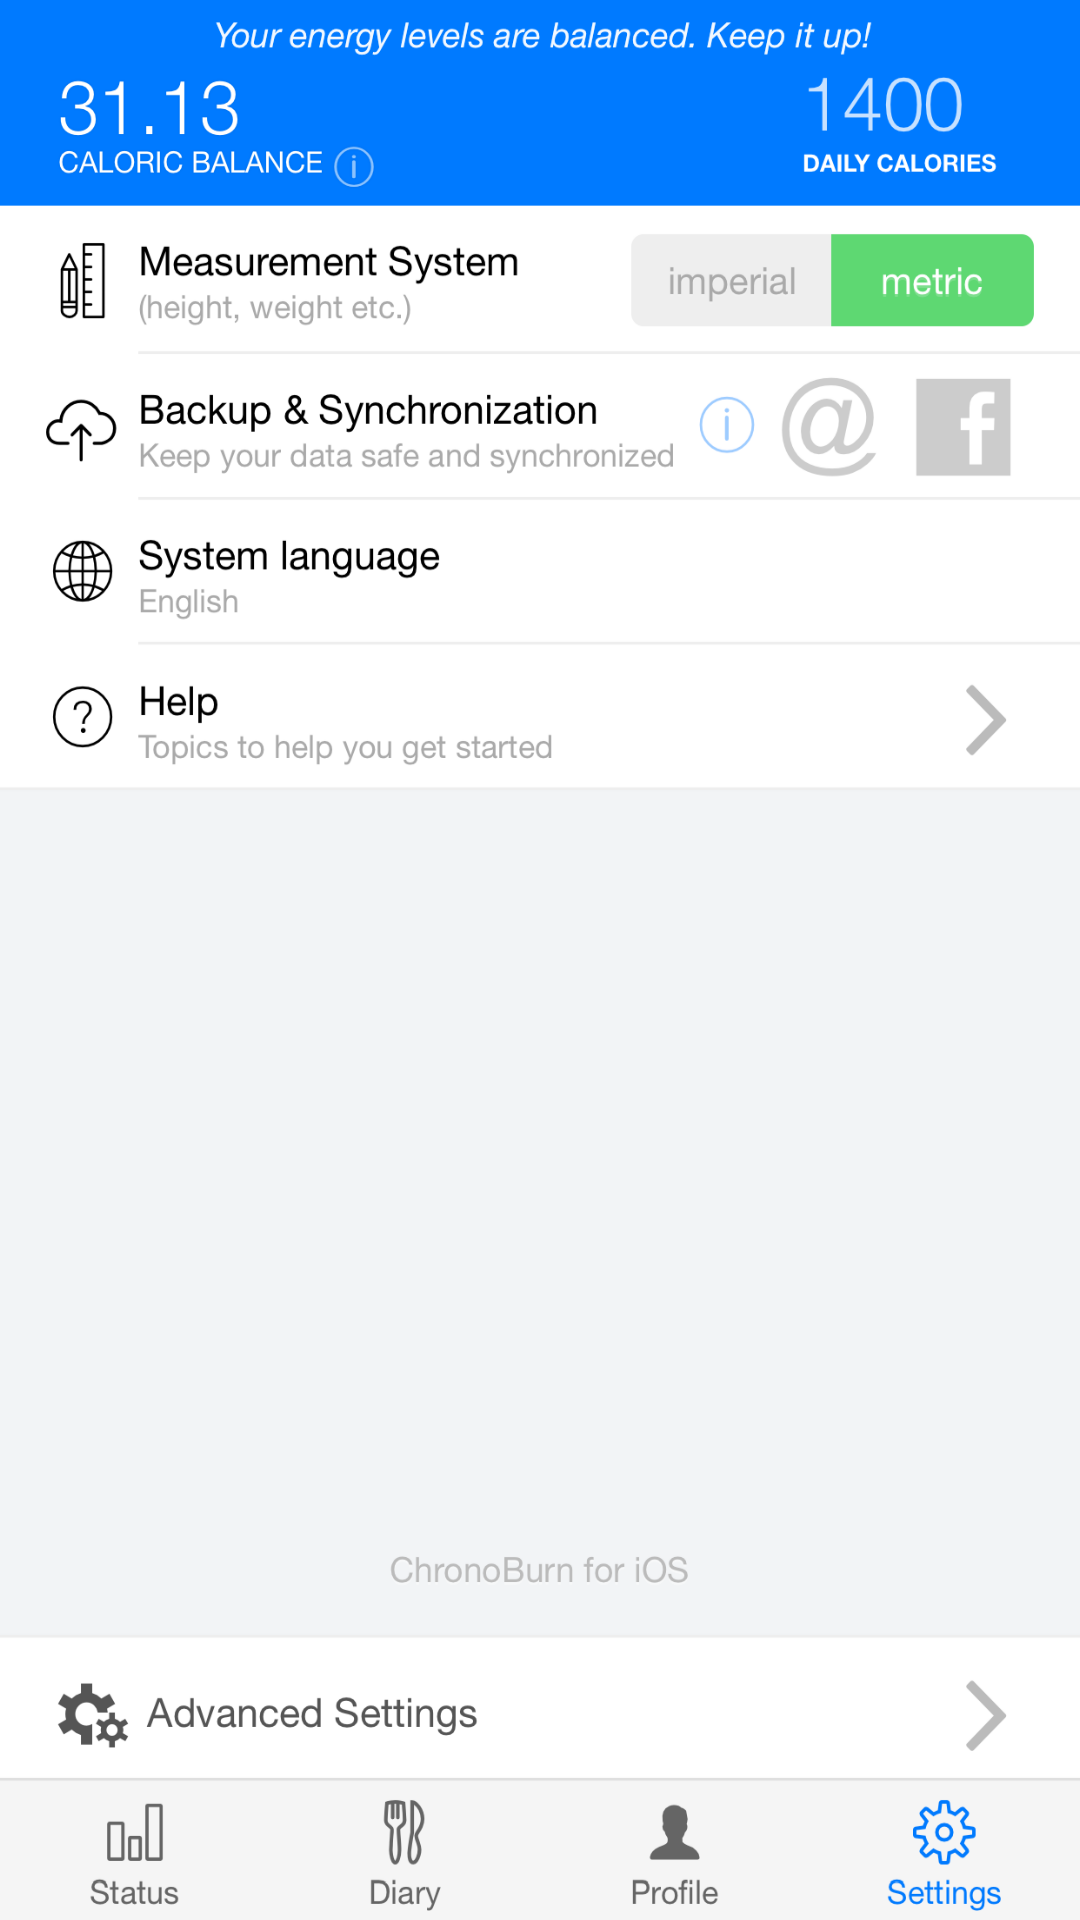 Your energy levels are balanced. Keep it up!
31.13
1400
CALORIC BALANCE
DAILY CALORIES
Measurement System
(height, weight etc.)
imperial
metric
Backup & Synchronization
Keep your data safe and synchronized
System language
English
Help
Topics to help you get started
ChronoBurn for iOS
Advanced Settings
Status
Diary
Profile
Settings